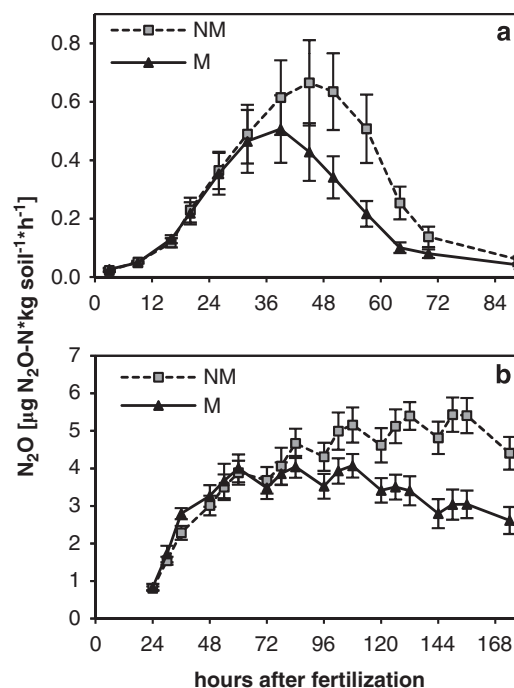 a
NM
M
0.8
0.6
0.4
0.2
0.0
0 12 24 36 48 60 72 84
b
NM
M
7
6
5
4
3
2
1
0
0 24 48 72 96 120 144 168
hours after fertilization
N₂O [µg N₂O-N*kg soil⁻¹*h⁻¹]